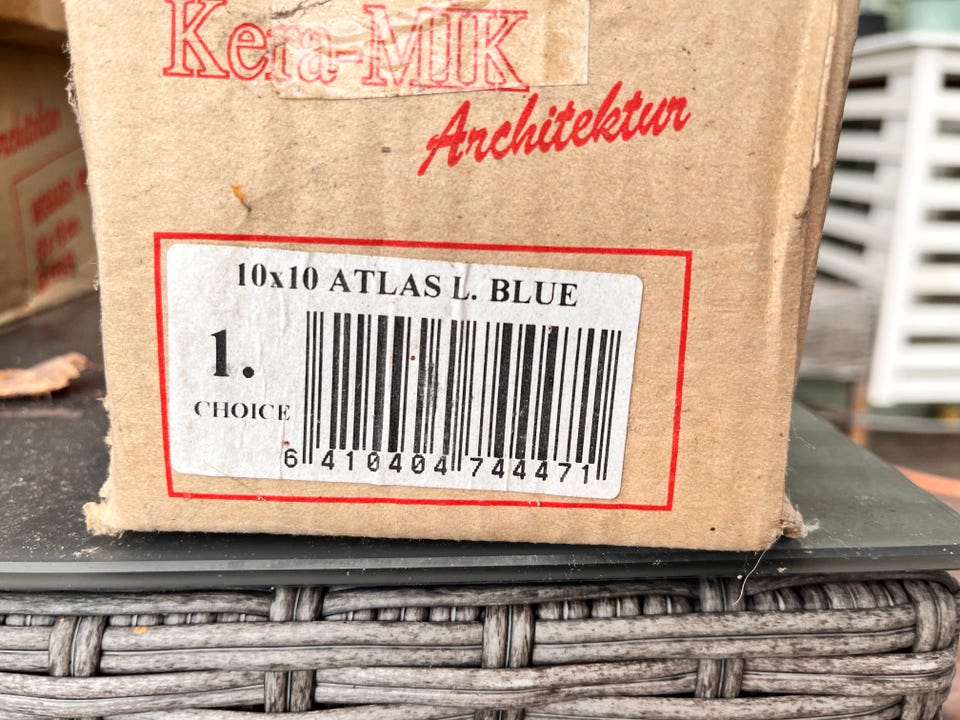 Kera-MIK
Architektur
10x10 ATLAS L. BLUE
1.
CHOICE
6 410404 744471